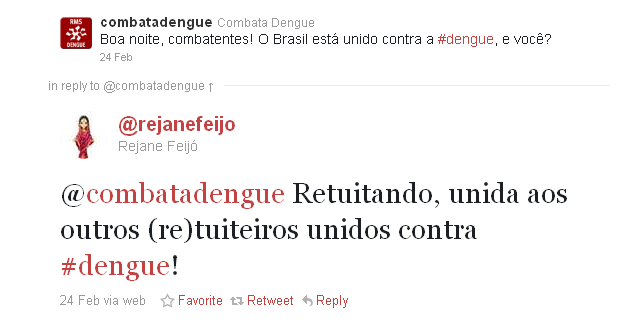 RMS
DENGUE
combatadengue Combata Dengue
Boa noite, combatentes! O Brasil está unido contra a #dengue, e você?
24 Feb
in reply to @combatadengue ↑
@rejanefeijo
Rejane Feijó
@combatadengue Retuitando, unida aos
outros (re)tuiteiros unidos contra
#dengue!
24 Feb via web Favorite Retweet Reply